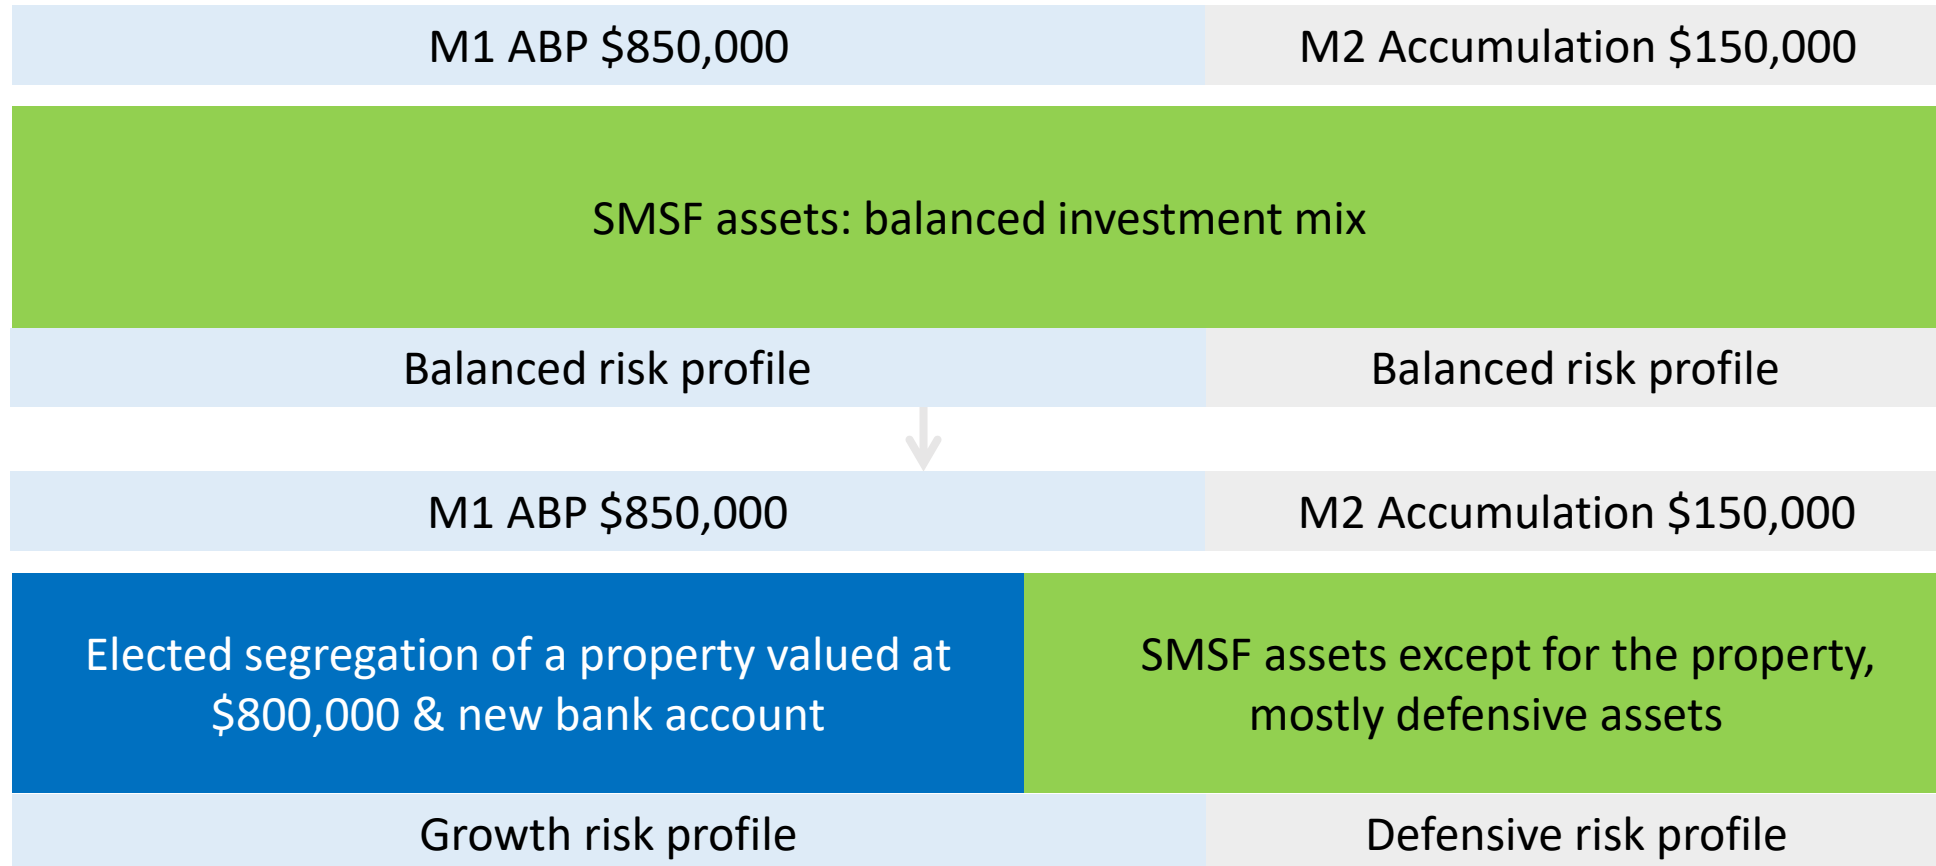 M1 ABP $850,000
M2 Accumulation $150,000
SMSF assets: balanced investment mix
Balanced risk profile
Balanced risk profile
M1 ABP $850,000
M2 Accumulation $150,000
Elected segregation of a property valued at
$800,000 & new bank account
SMSF assets except for the property,
mostly defensive assets
Growth risk profile
Defensive risk profile